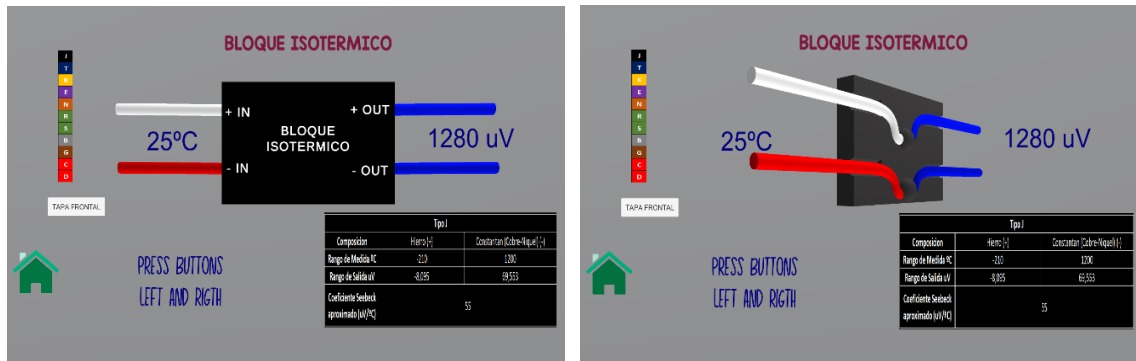 BLOQUE ISOTERMICO
J
T
K
E
N
R
S
B
G
C
D
+ IN
+ OUT
25ºC
BLOQUE
ISOTERMICO
1280 uV
- IN
- OUT
TAPA FRONTAL
PRESS BUTTONS
LEFT AND RIGTH
Tipo J
Composicion Hierro (+) Constantan (Cobre-Niquel) (-)
Rango de Medida ºC -210 1200
Rango de Salida uV -8,095 69,553
Coeficiente Seebeck
aproximado (uV/ºC)
55
BLOQUE ISOTERMICO
J
T
K
E
N
R
S
B
G
C
D
25ºC
1280 uV
TAPA FRONTAL
PRESS BUTTONS
LEFT AND RIGTH
Tipo J
Composicion Hierro (+) Constantan (Cobre-Niquel) (-)
Rango de Medida ºC -210 1200
Rango de Salida uV -8,095 69,553
Coeficiente Seebeck
aproximado (uV/ºC)
55